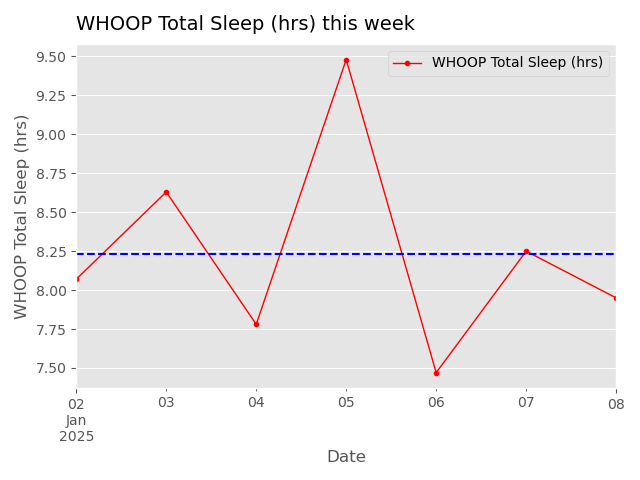 WHOOP Total Sleep (hrs) this week
WHOOP Total Sleep (hrs)
WHOOP Total Sleep (hrs)
9.50
9.25
9.00
8.75
8.50
8.25
8.00
7.75
7.50
02 03 04 05 06 07 08
Jan
2025
Date